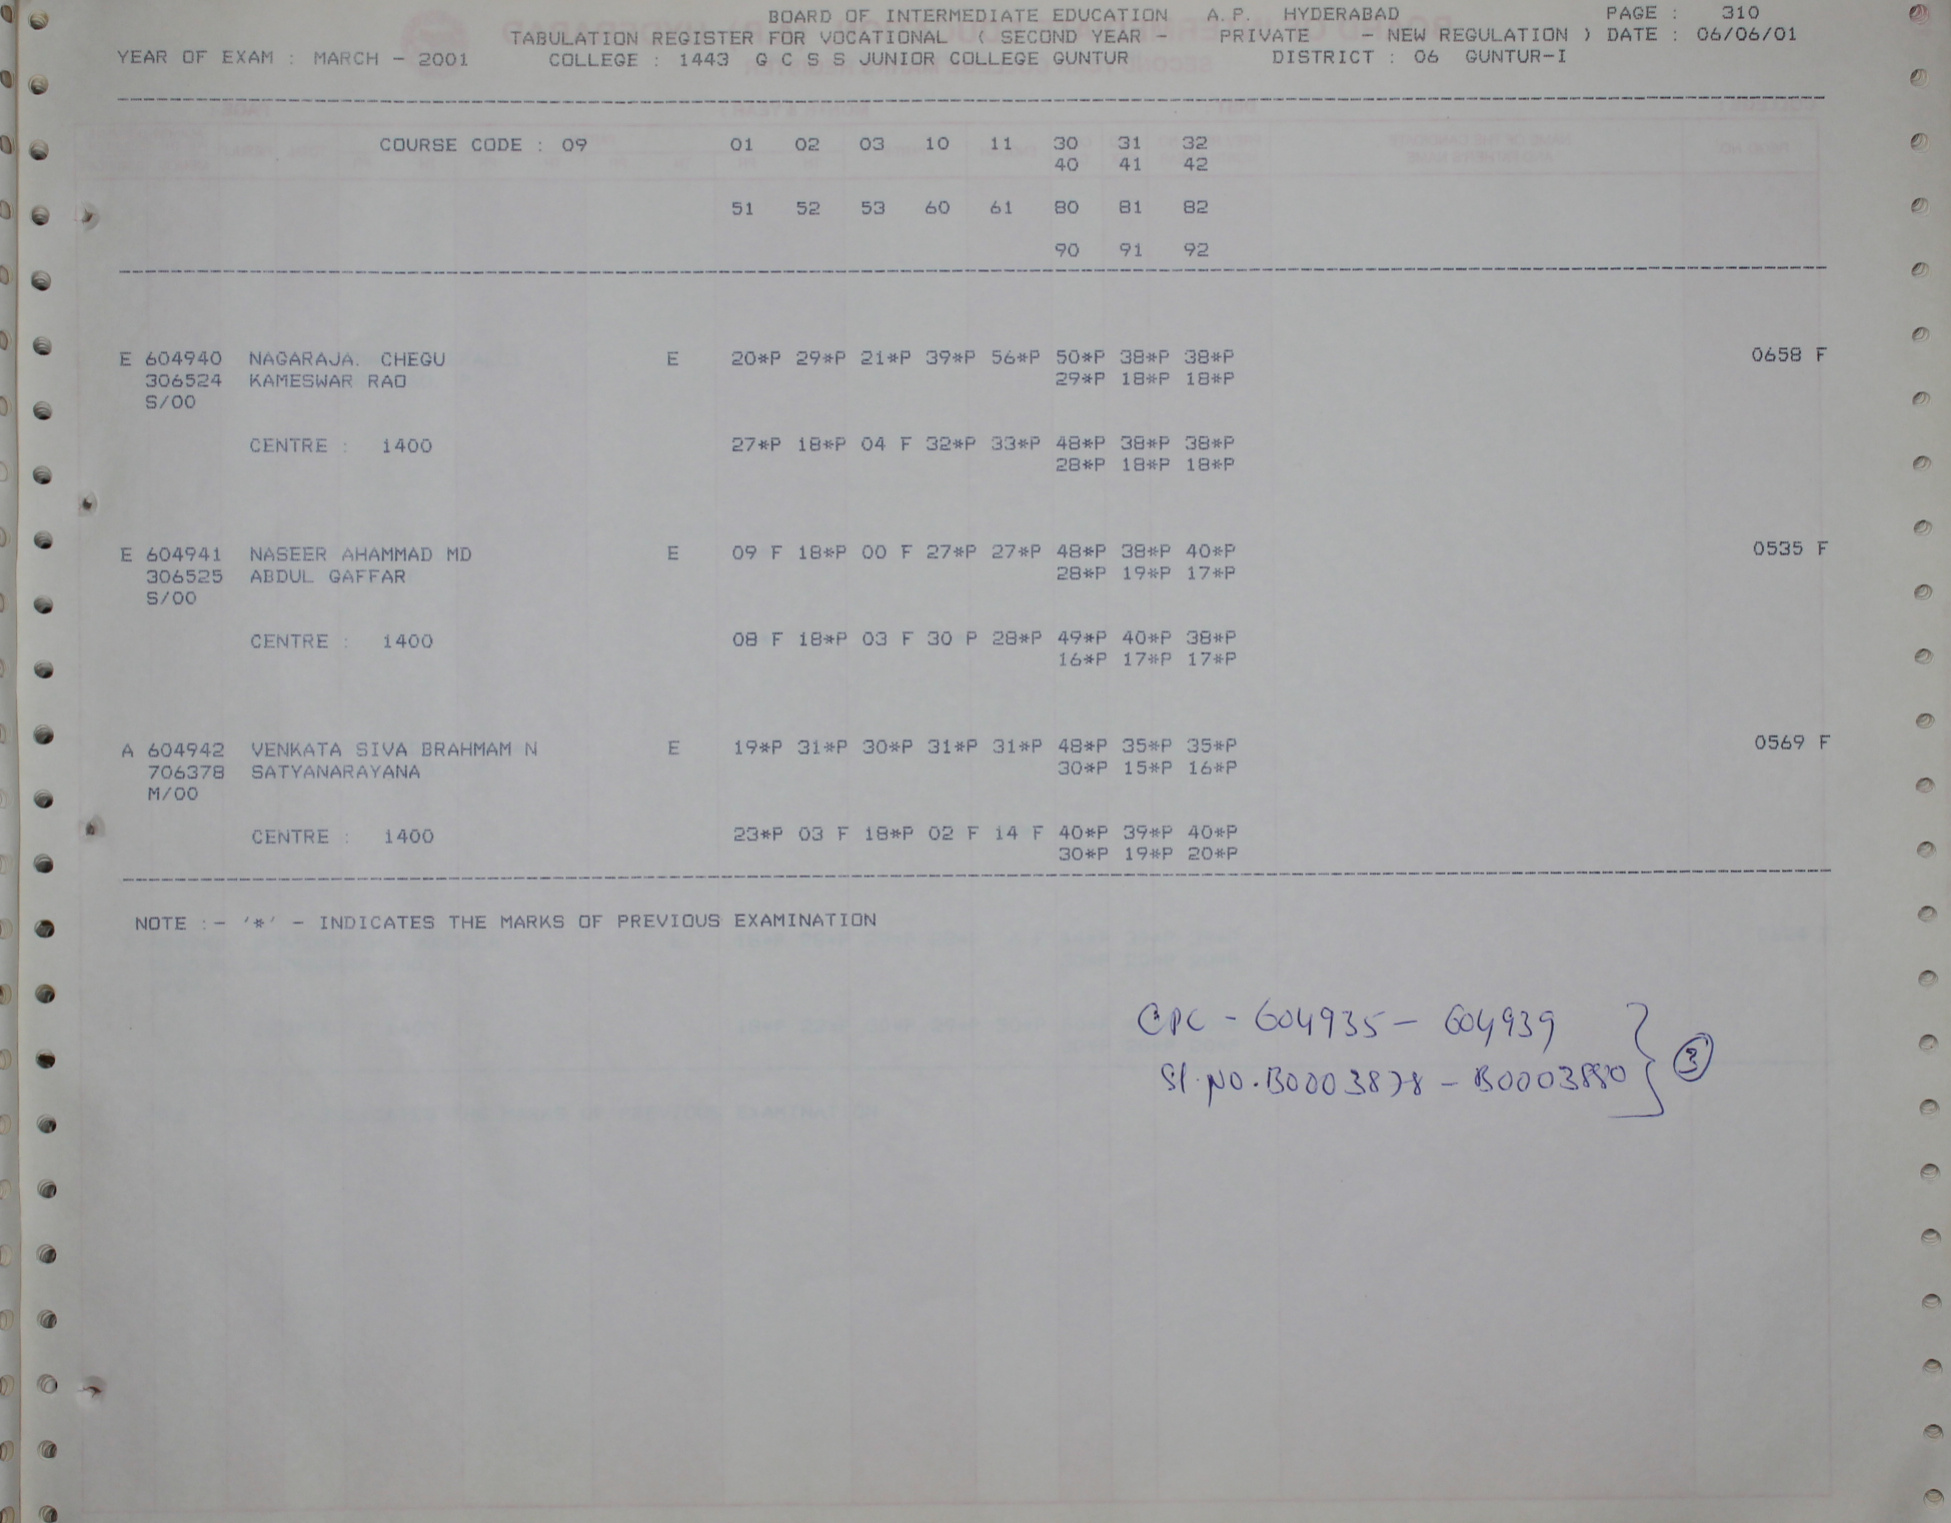 BOARD OF INTERMEDIATE EDUCATION A.P. HYDERABAD PAGE : 310
TABULATION REGISTER FOR VOCATIONAL ( SECOND YEAR - PRIVATE - NEW REGULATION ) DATE : 06/06/01
YEAR OF EXAM : MARCH - 2001 COLLEGE : 1443 G C S S JUNIOR COLLEGE GUNTUR DISTRICT : 06 GUNTUR-I
COURSE CODE : 09 01 02 03 10 11 30 31 32
40 41 42
51 52 53 60 61 80 81 82
90 91 92
E 604940 NAGARAJA. CHEGU E 20*P 29*P 21*P 39*P 56*P 50*P 38*P 38*P 0658 F
306524 KAMESWAR RAO 29*P 18*P 18*P
S/00
CENTRE : 1400 27*P 18*P 04 F 32*P 33*P 48*P 38*P 38*P
28*P 18*P 18*P
E 604941 NASEER AHAMMAD MD E 09 F 18*P 00 F 27*P 27*P 48*P 38*P 40*P 0535 F
306525 ABDUL GAFFAR 28*P 19*P 17*P
S/00
CENTRE : 1400 08 F 18*P 03 F 30 P 28*P 49*P 40*P 38*P
16*P 17*P 17*P
A 604942 VENKATA SIVA BRAHMAM N E 19*P 31*P 30*P 31*P 31*P 48*P 35*P 35*P 0569 F
706378 SATYANARAYANA 30*P 15*P 16*P
M/00
CENTRE : 1400 23*P 03 F 18*P 02 F 14 F 40*P 39*P 40*P
30*P 19*P 20*P
NOTE :- '*' - INDICATES THE MARKS OF PREVIOUS EXAMINATION
CPC - 604935 - 604939
Sl. No. B0003878 - B0003880 } 3